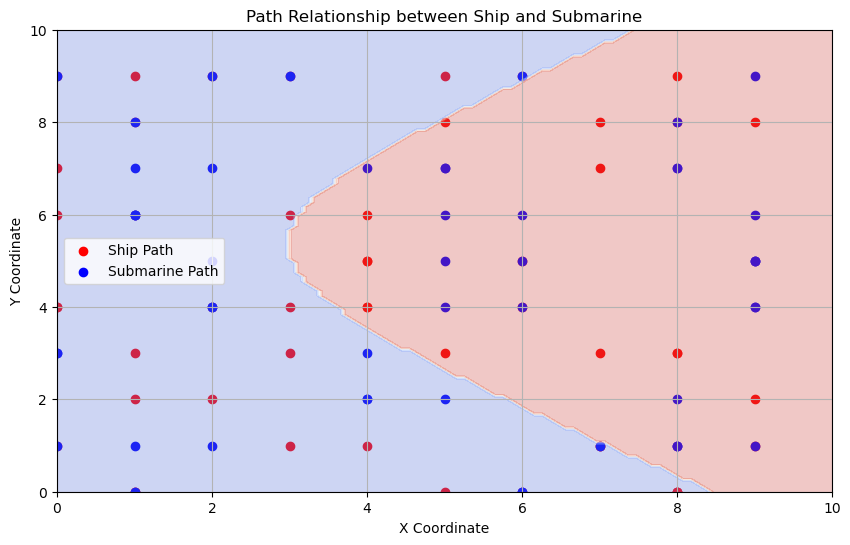 Path Relationship between Ship and Submarine
10
8
6
4
2
0
Y Coordinate
Ship Path
Submarine Path
0 2 4 6 8 10
X Coordinate